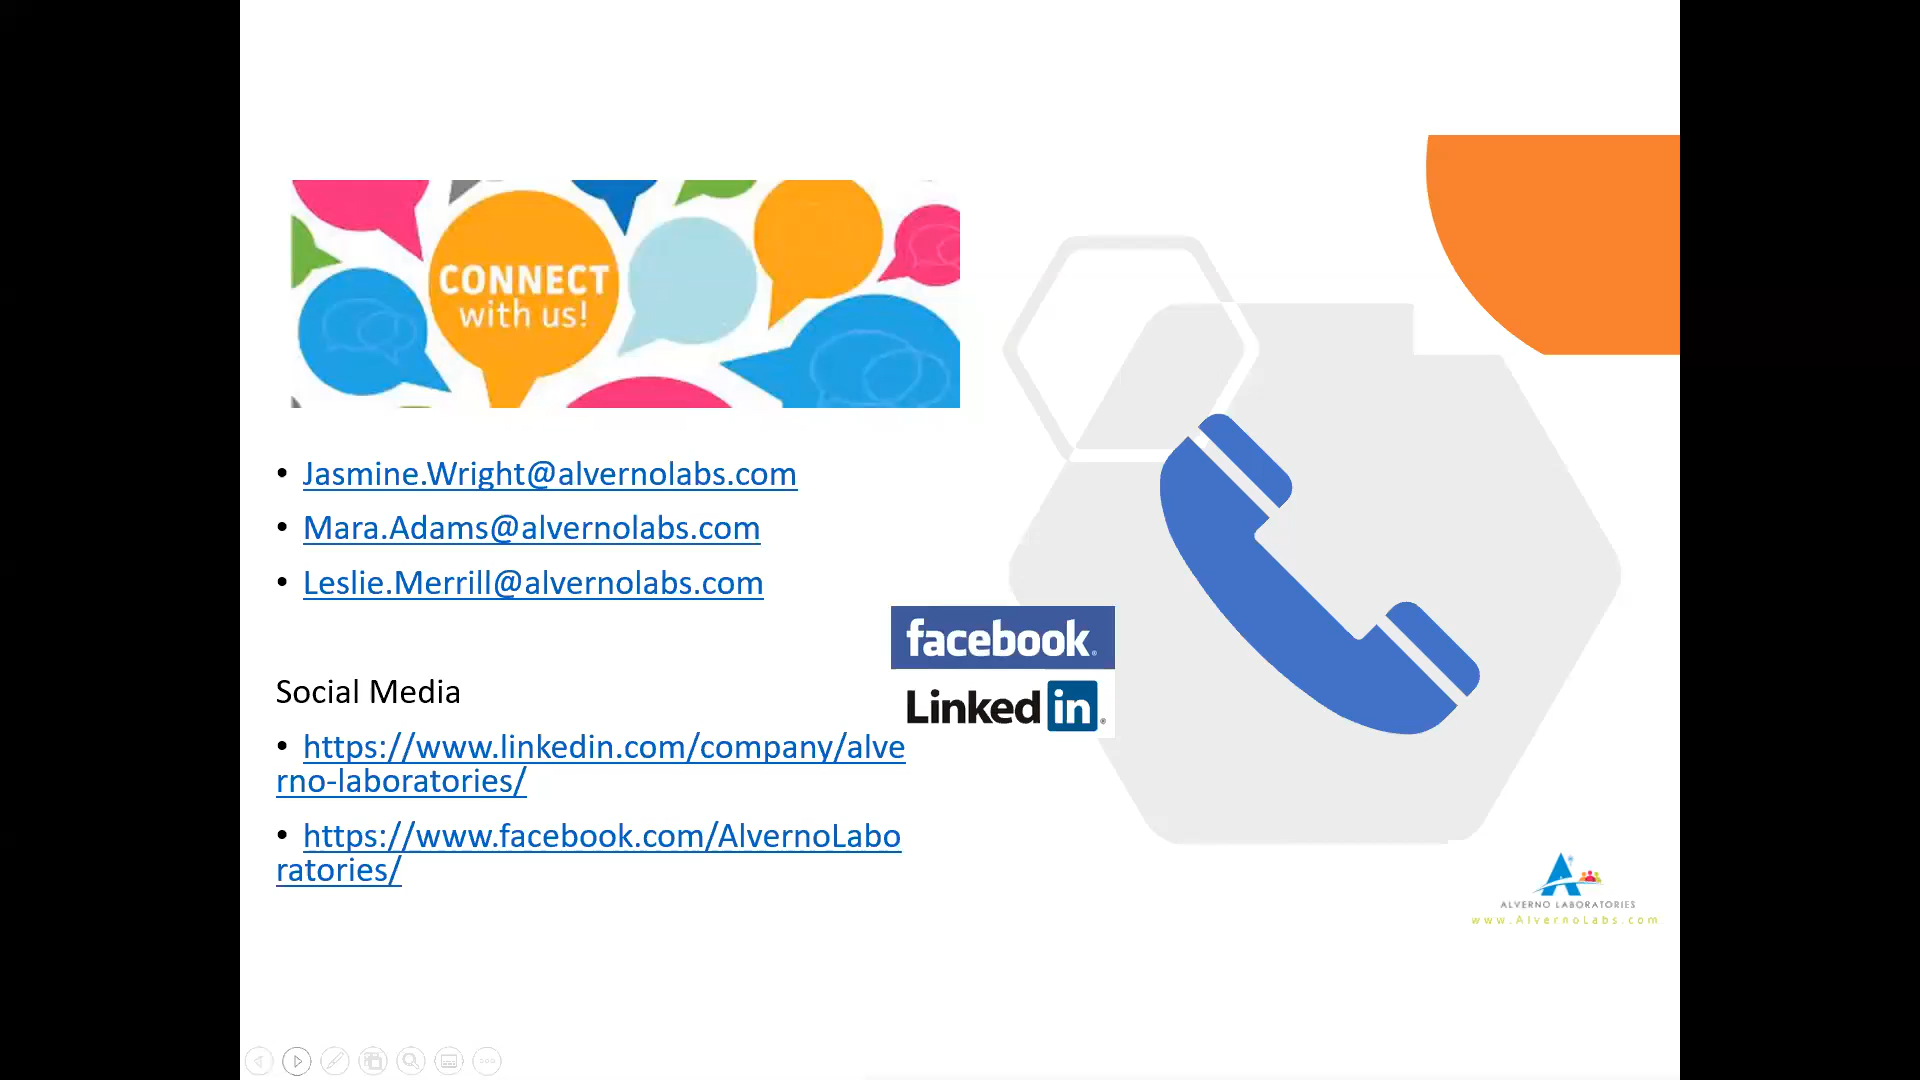 CONNECT
with us!
• Jasmine.Wright@alvernolabs.com
• Mara.Adams@alvernolabs.com
• Leslie.Merrill@alvernolabs.com
facebook®
Linked in®
Social Media
• https://www.linkedin.com/company/alve
rno-laboratories/
• https://www.facebook.com/AlvernoLabo
ratories/
ALVERNO LABORATORIES
www.AlvernoLabs.com